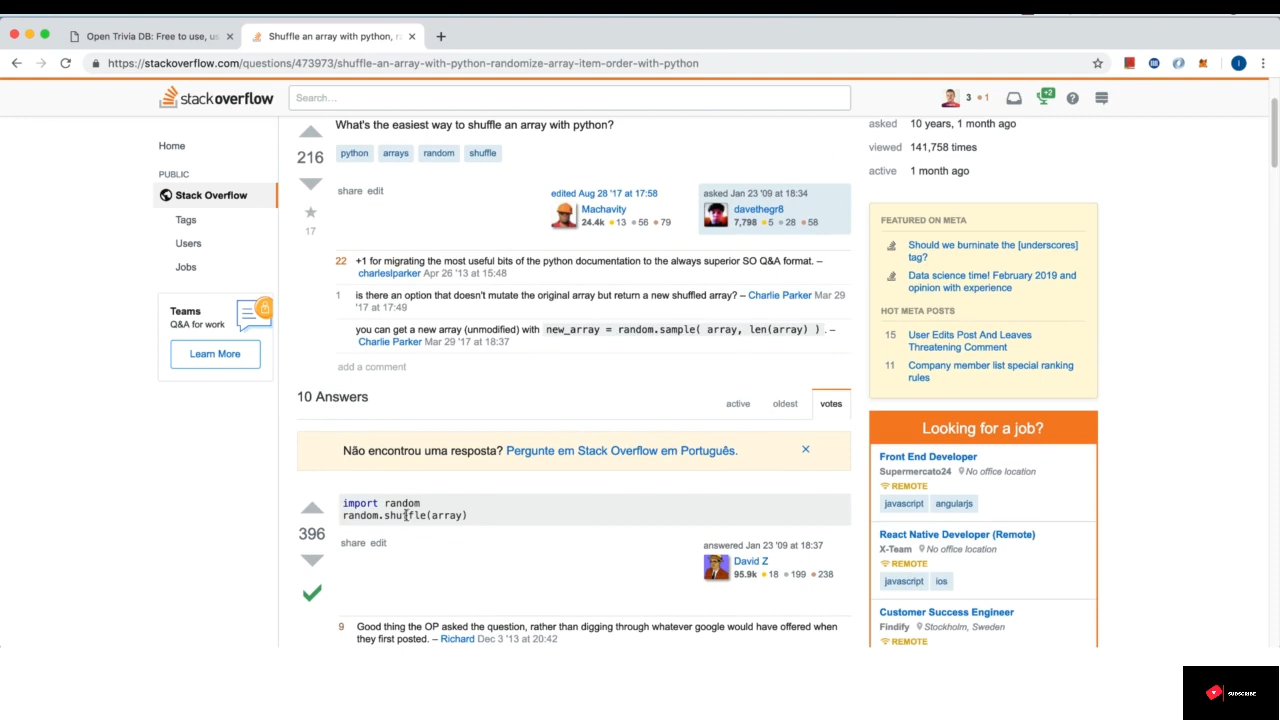 Open Trivia DB: Free to use, us
Shuffle an array with python, r
https://stackoverflow.com/questions/473973/shuffle-an-array-with-python-randomize-array-item-order-with-python
stackoverflow
Search...
3 1
+2
Home
PUBLIC
Stack Overflow
Tags
Users
Jobs
Teams
Q&A for work
Learn More
What's the easiest way to shuffle an array with python?
216
python arrays random shuffle
share edit
17
edited Aug 28 '17 at 17:58
Machavity
24.4k 13 56 79
asked Jan 23 '09 at 18:34
davethegr8
7,798 5 28 58
22 +1 for migrating the most useful bits of the python documentation to the always superior SO Q&A format. –
charleslparker Apr 26 '13 at 15:48
1 is there an option that doesn't mutate the original array but return a new shuffled array? – Charlie Parker Mar 29
'17 at 17:49
you can get a new array (unmodified) with new_array = random.sample( array, len(array) ) . –
Charlie Parker Mar 29 '17 at 18:37
add a comment
10 Answers
active oldest votes
Não encontrou uma resposta? Pergunte em Stack Overflow em Português.
396
import random
random.shuffle(array)
share edit
answered Jan 23 '09 at 18:37
David Z
95.9k 18 199 238
9 Good thing the OP asked the question, rather than digging through whatever google would have offered when
they first posted. – Richard Dec 3 '13 at 20:42
asked 10 years, 1 month ago
viewed 141,758 times
active 1 month ago
FEATURED ON META
Should we burninate the [underscores]
tag?
Data science time! February 2019 and
opinion with experience
HOT META POSTS
15 User Edits Post And Leaves
Threatening Comment
11 Company member list special ranking
rules
Looking for a job?
Front End Developer
Supermercato24 No office location
REMOTE
javascript angularjs
React Native Developer (Remote)
X-Team No office location
REMOTE
javascript ios
Customer Success Engineer
Findify Stockholm, Sweden
REMOTE
SUBSCRIBE